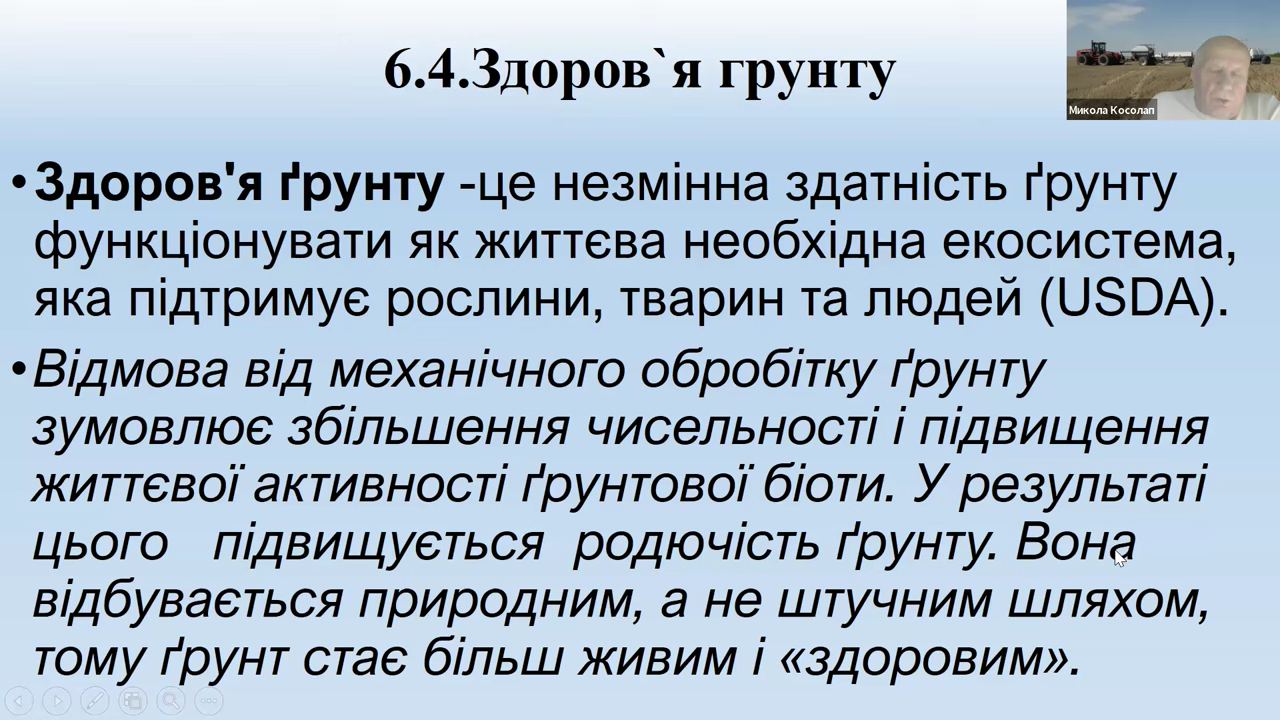 6.4.Здоров`я грунту
Микола Косолап
•Здоров'я ґрунту -це незмінна здатність ґрунту
функціонувати як життєва необхідна екосистема,
яка підтримує рослини, тварин та людей (USDA).
•Відмова від механічного обробітку ґрунту
зумовлює збільшення чисельності і підвищення
життєвої активності ґрунтової біоти. У результаті
цього підвищується родючість ґрунту. Вона
відбувається природним, а не штучним шляхом,
тому ґрунт стає більш живим і «здоровим».